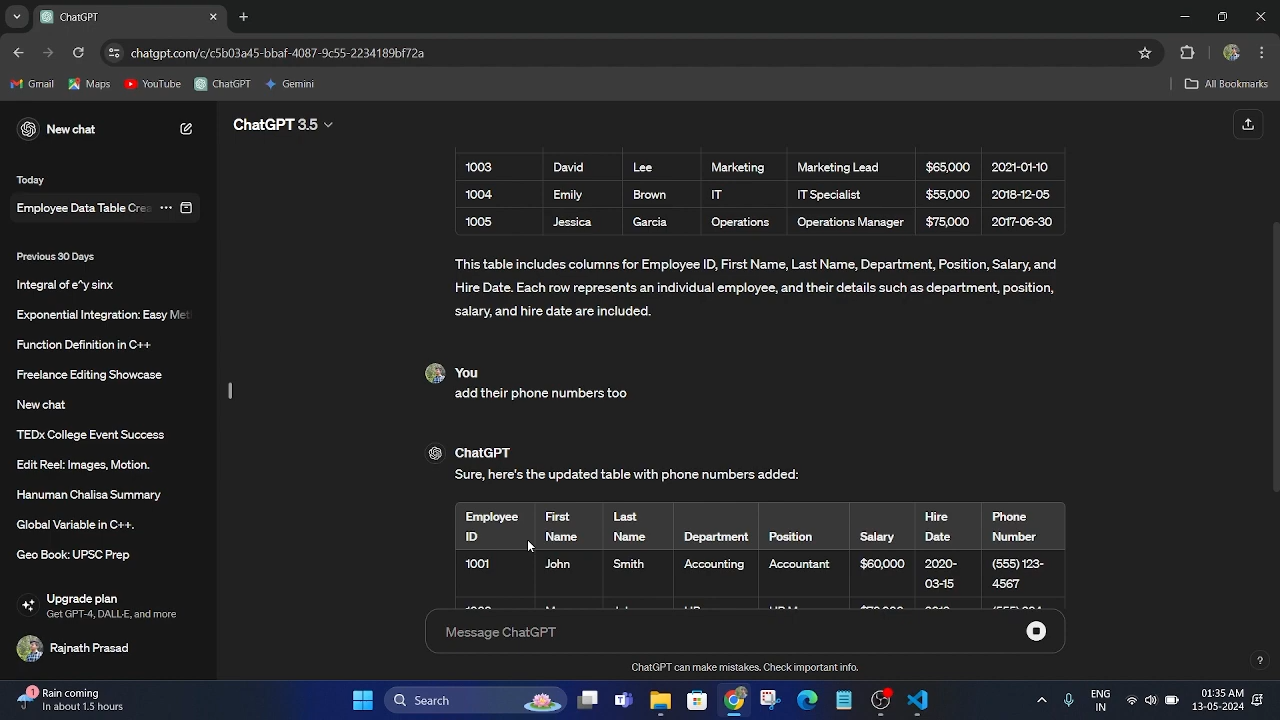 ChatGPT
chatgpt.com/c/c5b03a45-bbaf-4087-9c55-2234189bf72a
Gmail Maps YouTube ChatGPT Gemini All Bookmarks
New chat
ChatGPT 3.5
Today
Employee Data Table Crea ...
Previous 30 Days
Integral of e^y sinx
Exponential Integration: Easy Met
Function Definition in C++
Freelance Editing Showcase
New chat
TEDx College Event Success
Edit Reel: Images, Motion.
Hanuman Chalisa Summary
Global Variable in C++.
Geo Book: UPSC Prep
Upgrade plan
Get GPT-4, DALL·E, and more
Rajnath Prasad
1003 David Lee Marketing Marketing Lead $65,000 2021-01-10
1004 Emily Brown IT IT Specialist $55,000 2018-12-05
1005 Jessica Garcia Operations Operations Manager $75,000 2017-06-30
This table includes columns for Employee ID, First Name, Last Name, Department, Position, Salary, and
Hire Date. Each row represents an individual employee, and their details such as department, position,
salary, and hire date are included.
You
add their phone numbers too
ChatGPT
Sure, here's the updated table with phone numbers added:
Employee First Last Hire Phone
ID Name Name Department Position Salary Date Number
1001 John Smith Accounting Accountant $60,000 2020- (555) 123-
03-15 4567
Message ChatGPT
ChatGPT can make mistakes. Check important info.
?
1
Rain coming
In about 1.5 hours
Search
ENG
IN
01:35 AM
13-05-2024